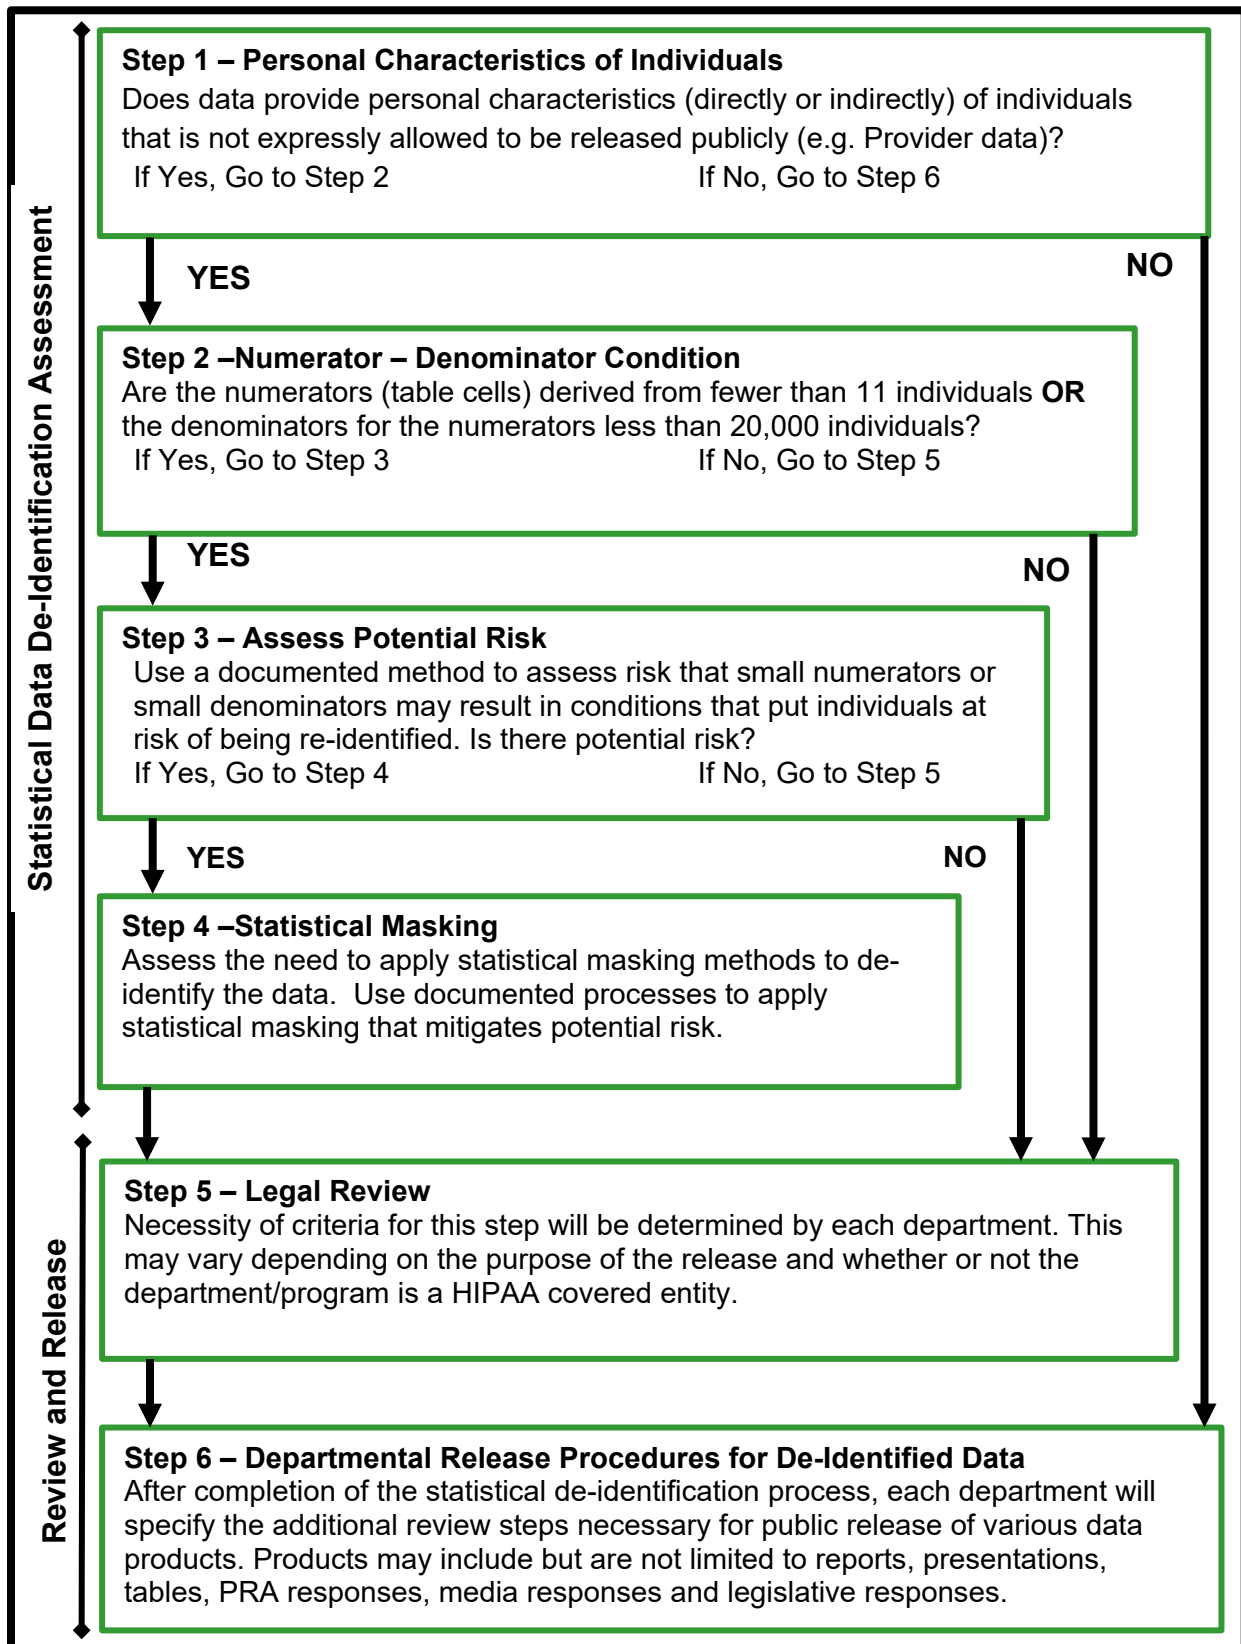 Statistical Data De-Identification Assessment
Step 1 – Personal Characteristics of Individuals
Does data provide personal characteristics (directly or indirectly) of individuals
that is not expressly allowed to be released publicly (e.g. Provider data)?
If Yes, Go to Step 2 If No, Go to Step 6
YES
NO
Step 2 –Numerator – Denominator Condition
Are the numerators (table cells) derived from fewer than 11 individuals OR
the denominators for the numerators less than 20,000 individuals?
If Yes, Go to Step 3 If No, Go to Step 5
YES
NO
Step 3 – Assess Potential Risk
Use a documented method to assess risk that small numerators or
small denominators may result in conditions that put individuals at
risk of being re-identified. Is there potential risk?
If Yes, Go to Step 4 If No, Go to Step 5
YES
NO
Step 4 –Statistical Masking
Assess the need to apply statistical masking methods to de-
identify the data.  Use documented processes to apply
statistical masking that mitigates potential risk.
Review and Release
Step 5 – Legal Review
Necessity of criteria for this step will be determined by each department. This
may vary depending on the purpose of the release and whether or not the
department/program is a HIPAA covered entity.
Step 6 – Departmental Release Procedures for De-Identified Data
After completion of the statistical de-identification process, each department will
specify the additional review steps necessary for public release of various data
products. Products may include but are not limited to reports, presentations,
tables, PRA responses, media responses and legislative responses.